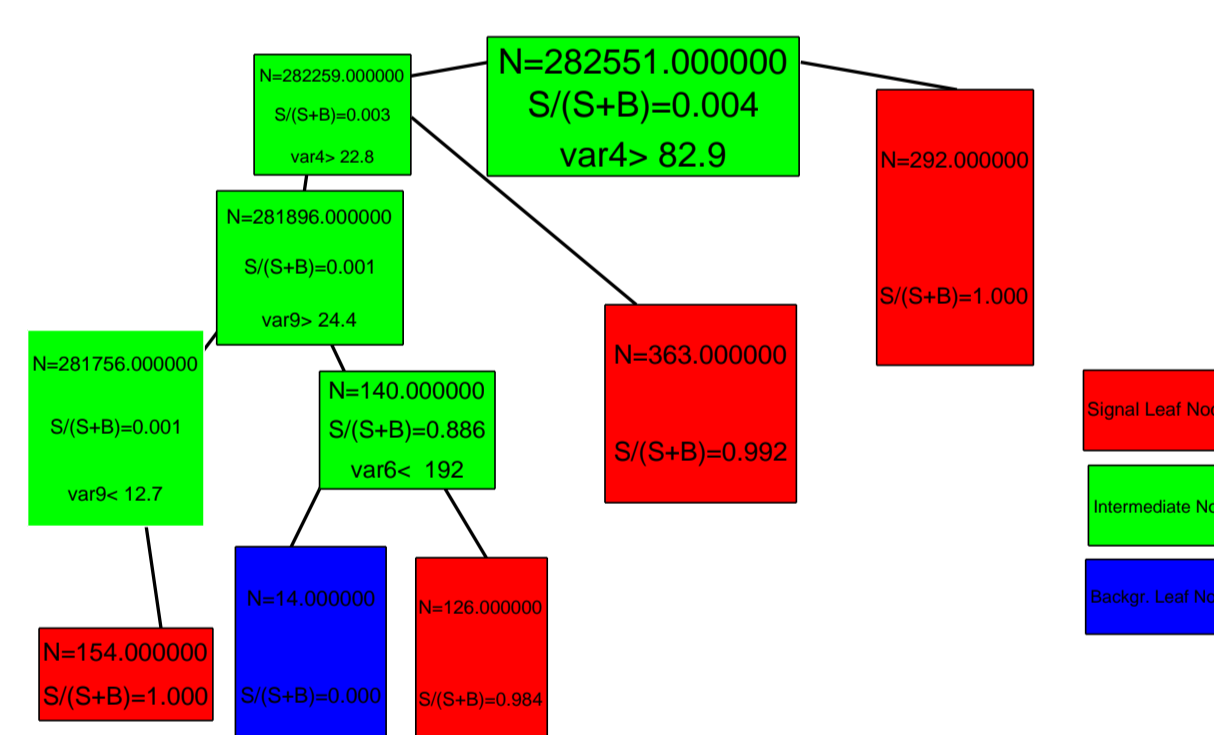 N=282551.000000
S/(S+B)=0.004
var4> 82.9
N=282259.000000
S/(S+B)=0.003
var4> 22.8
N=292.000000
S/(S+B)=1.000
N=281896.000000
S/(S+B)=0.001
var9> 24.4
N=363.000000
S/(S+B)=0.992
N=281756.000000
S/(S+B)=0.001
var9< 12.7
N=140.000000
S/(S+B)=0.886
var6<  192
N=154.000000
S/(S+B)=1.000
N=14.000000
S/(S+B)=0.000
N=126.000000
S/(S+B)=0.984
Signal Leaf
Intermediate
Backgr. Leaf